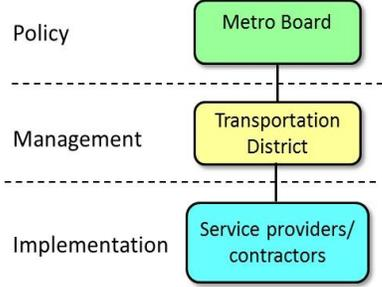 Policy
Metro Board
Management
Transportation
District
Implementation
Service providers/
contractors